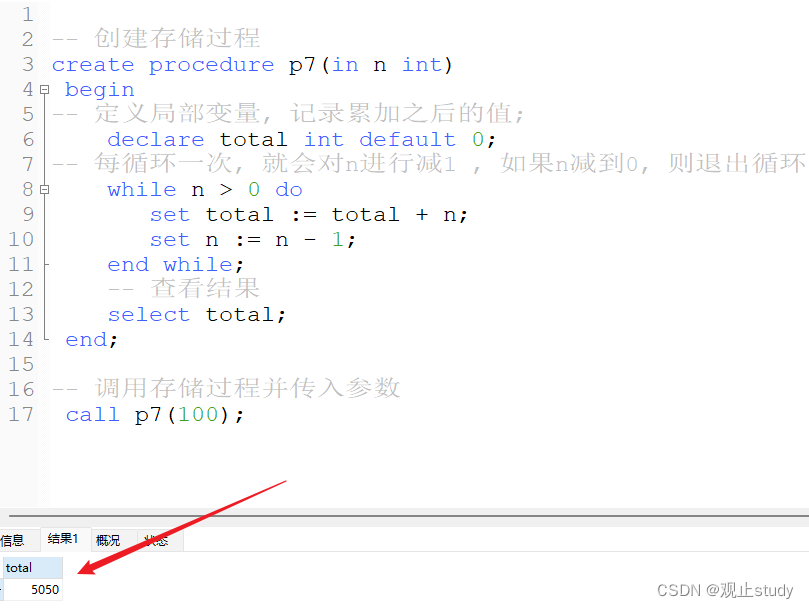 1
2 -- 创建存储过程
3 create procedure p7(in n int)
4 begin
5 -- 定义局部变量, 记录累加之后的值;
6 declare total int default 0;
7 -- 每循环一次, 就会对n进行减1 , 如果n减到0, 则退出循环
8 while n > 0 do
9 set total := total + n;
10 set n := n - 1;
11 end while;
12 -- 查看结果
13 select total;
14 end;
15
16 -- 调用存储过程并传入参数
17 call p7(100);
信息 结果1 概况 状态
total
5050
CSDN @观止study